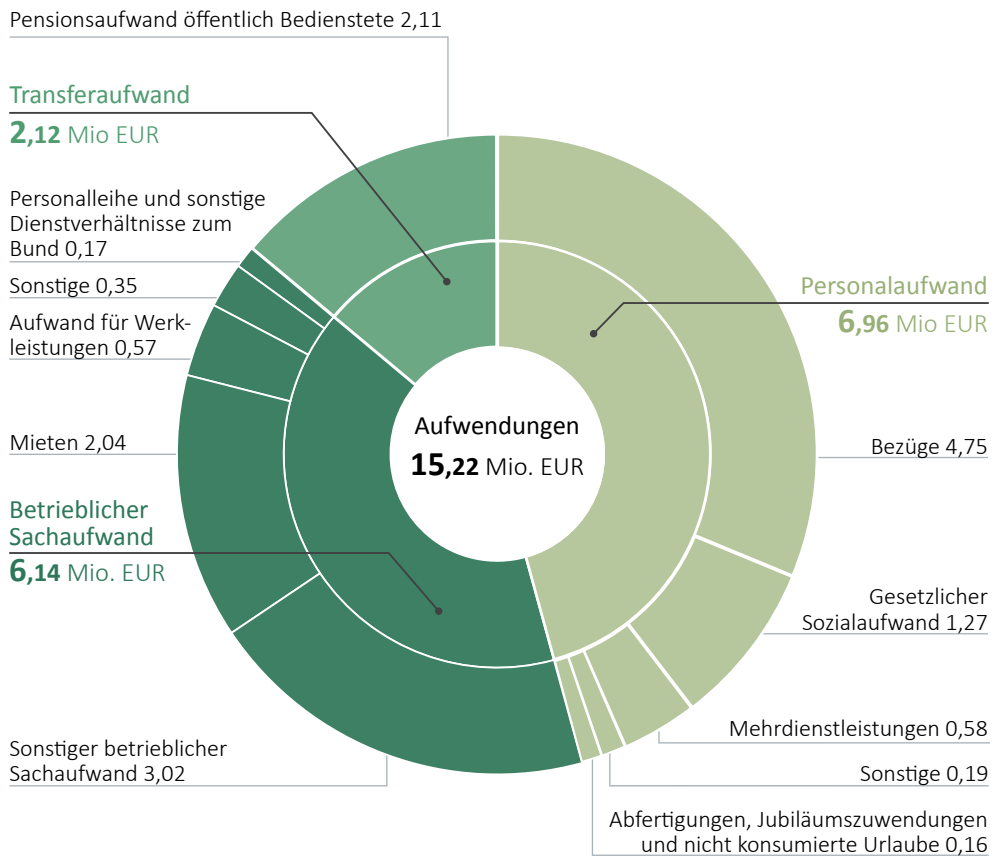 Pensionsaufwand öffentlich Bedienstete 2,11
Transferaufwand
2,12 Mio EUR
Personalleihe und sonstige
Dienstverhältnisse zum
Bund 0,17
Sonstige 0,35
Aufwand für Werk-
leistungen 0,57
Mieten 2,04
Betrieblicher
Sachaufwand
6,14 Mio. EUR
Sonstiger betrieblicher
Sachaufwand 3,02
Aufwendungen
15,22 Mio. EUR
Personalaufwand
6,96 Mio EUR
Bezüge 4,75
Gesetzlicher
Sozialaufwand 1,27
Mehrdienstleistungen 0,58
Sonstige 0,19
Abfertigungen, Jubiläumszuwendungen
und nicht konsumierte Urlaube 0,16